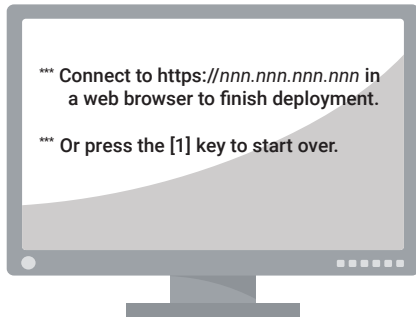 *** Connect to https://nnn.nnn.nnn.nnn in
a web browser to finish deployment.
*** Or press the [1] key to start over.